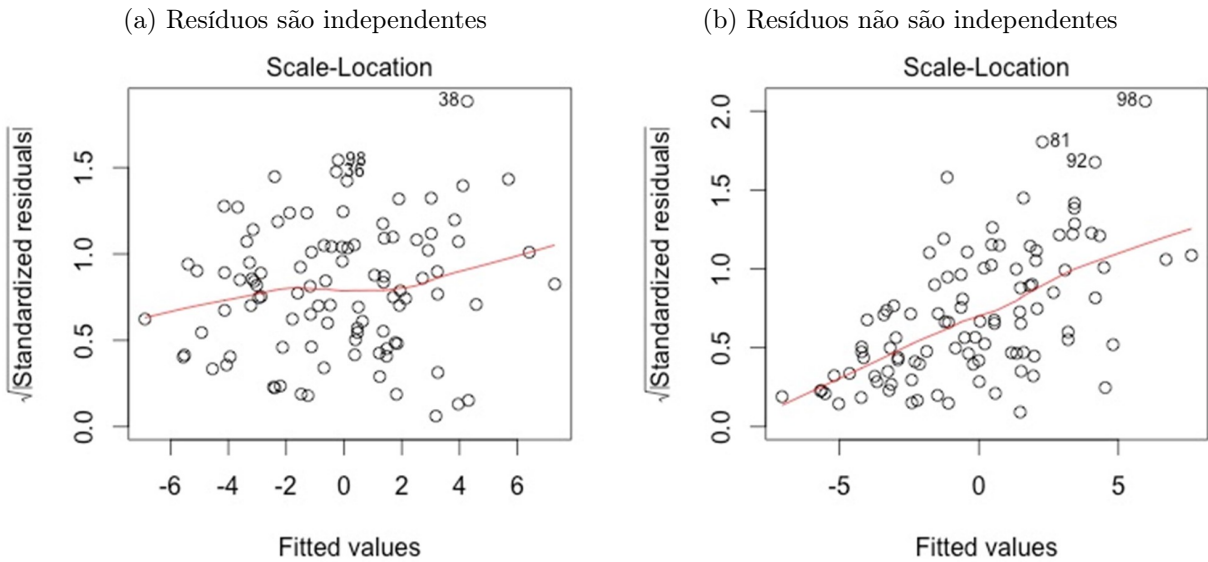 (a) Resíduos são independentes
Scale-Location
√|Standardized residuals|
0.0 0.5 1.0 1.5
38
98
36
-6 -4 -2 0 2 4 6
Fitted values
(b) Resíduos não são independentes
Scale-Location
√|Standardized residuals|
0.0 0.5 1.0 1.5 2.0
98
81
92
-5 0 5
Fitted values